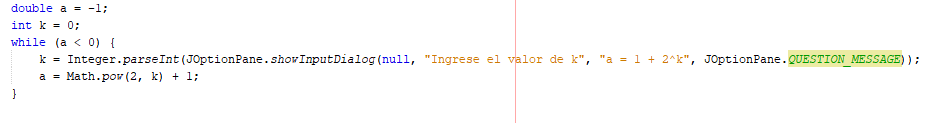 double a = -1;
int k = 0;
while (a < 0) {
k = Integer.parseInt(JOptionPane.showInputDialog(null, "Ingrese el valor de k", "a = 1 + 2^k", JOptionPane.QUESTION_MESSAGE));
a = Math.pow(2, k) + 1;
}